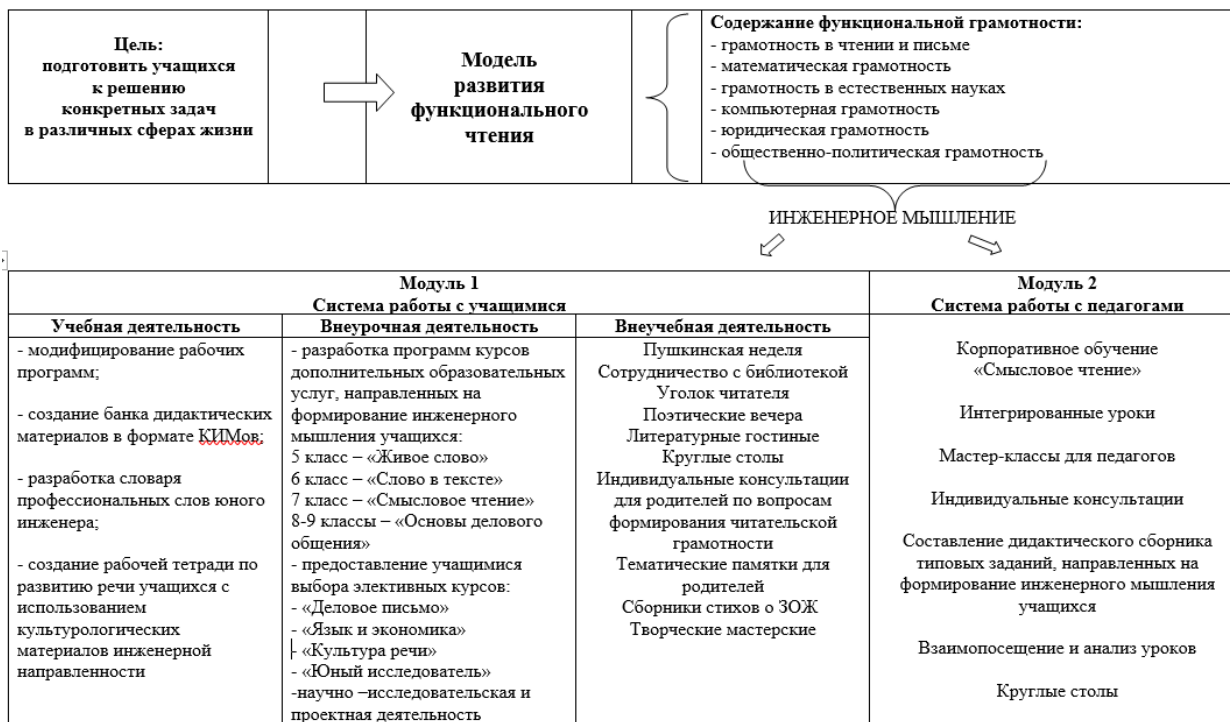 Цель:
подготовить учащихся
к решению
конкретных задач
в различных сферах жизни
Модель
развития
функционального
чтения
Содержание функциональной грамотности:
- грамотность в чтении и письме
- математическая грамотность
- грамотность в естественных науках
- компьютерная грамотность
- юридическая грамотность
- общественно-политическая грамотность
ИНЖЕНЕРНОЕ МЫШЛЕНИЕ
Модуль 1
Система работы с учащимися
Модуль 2
Система работы с педагогами
Учебная деятельность
- модифицирование рабочих
программ;
- создание банка дидактических
материалов в формате КИМов;
- разработка словаря
профессиональных слов юного
инженера;
- создание рабочей тетради по
развитию речи учащихся с
использованием
культурологических
материалов инженерной
направленности
Внеурочная деятельность
- разработка программ курсов
дополнительных образовательных
услуг, направленных на
формирование инженерного
мышления учащихся:
5 класс – «Живое слово»
6 класс – «Слово в тексте»
7 класс – «Смысловое чтение»
8-9 классы – «Основы делового
общения»
- предоставление учащимися
выбора элективных курсов:
- «Деловое письмо»
- «Язык и экономика»
- «Культура речи»
- «Юный исследователь»
-научно –исследовательская и
проектная деятельность
Внеучебная деятельность
Пушкинская неделя
Сотрудничество с библиотекой
Уголок читателя
Поэтические вечера
Литературные гостиные
Круглые столы
Индивидуальные консультации
для родителей по вопросам
формирования читательской
грамотности
Тематические памятки для
родителей
Сборники стихов о ЗОЖ
Творческие мастерские
Корпоративное обучение
«Смысловое чтение»
Интегрированные уроки
Мастер-классы для педагогов
Индивидуальные консультации
Составление дидактического сборника
типовых заданий, направленных на
формирование инженерного мышления
учащихся
Взаимопосещение и анализ уроков
Круглые столы